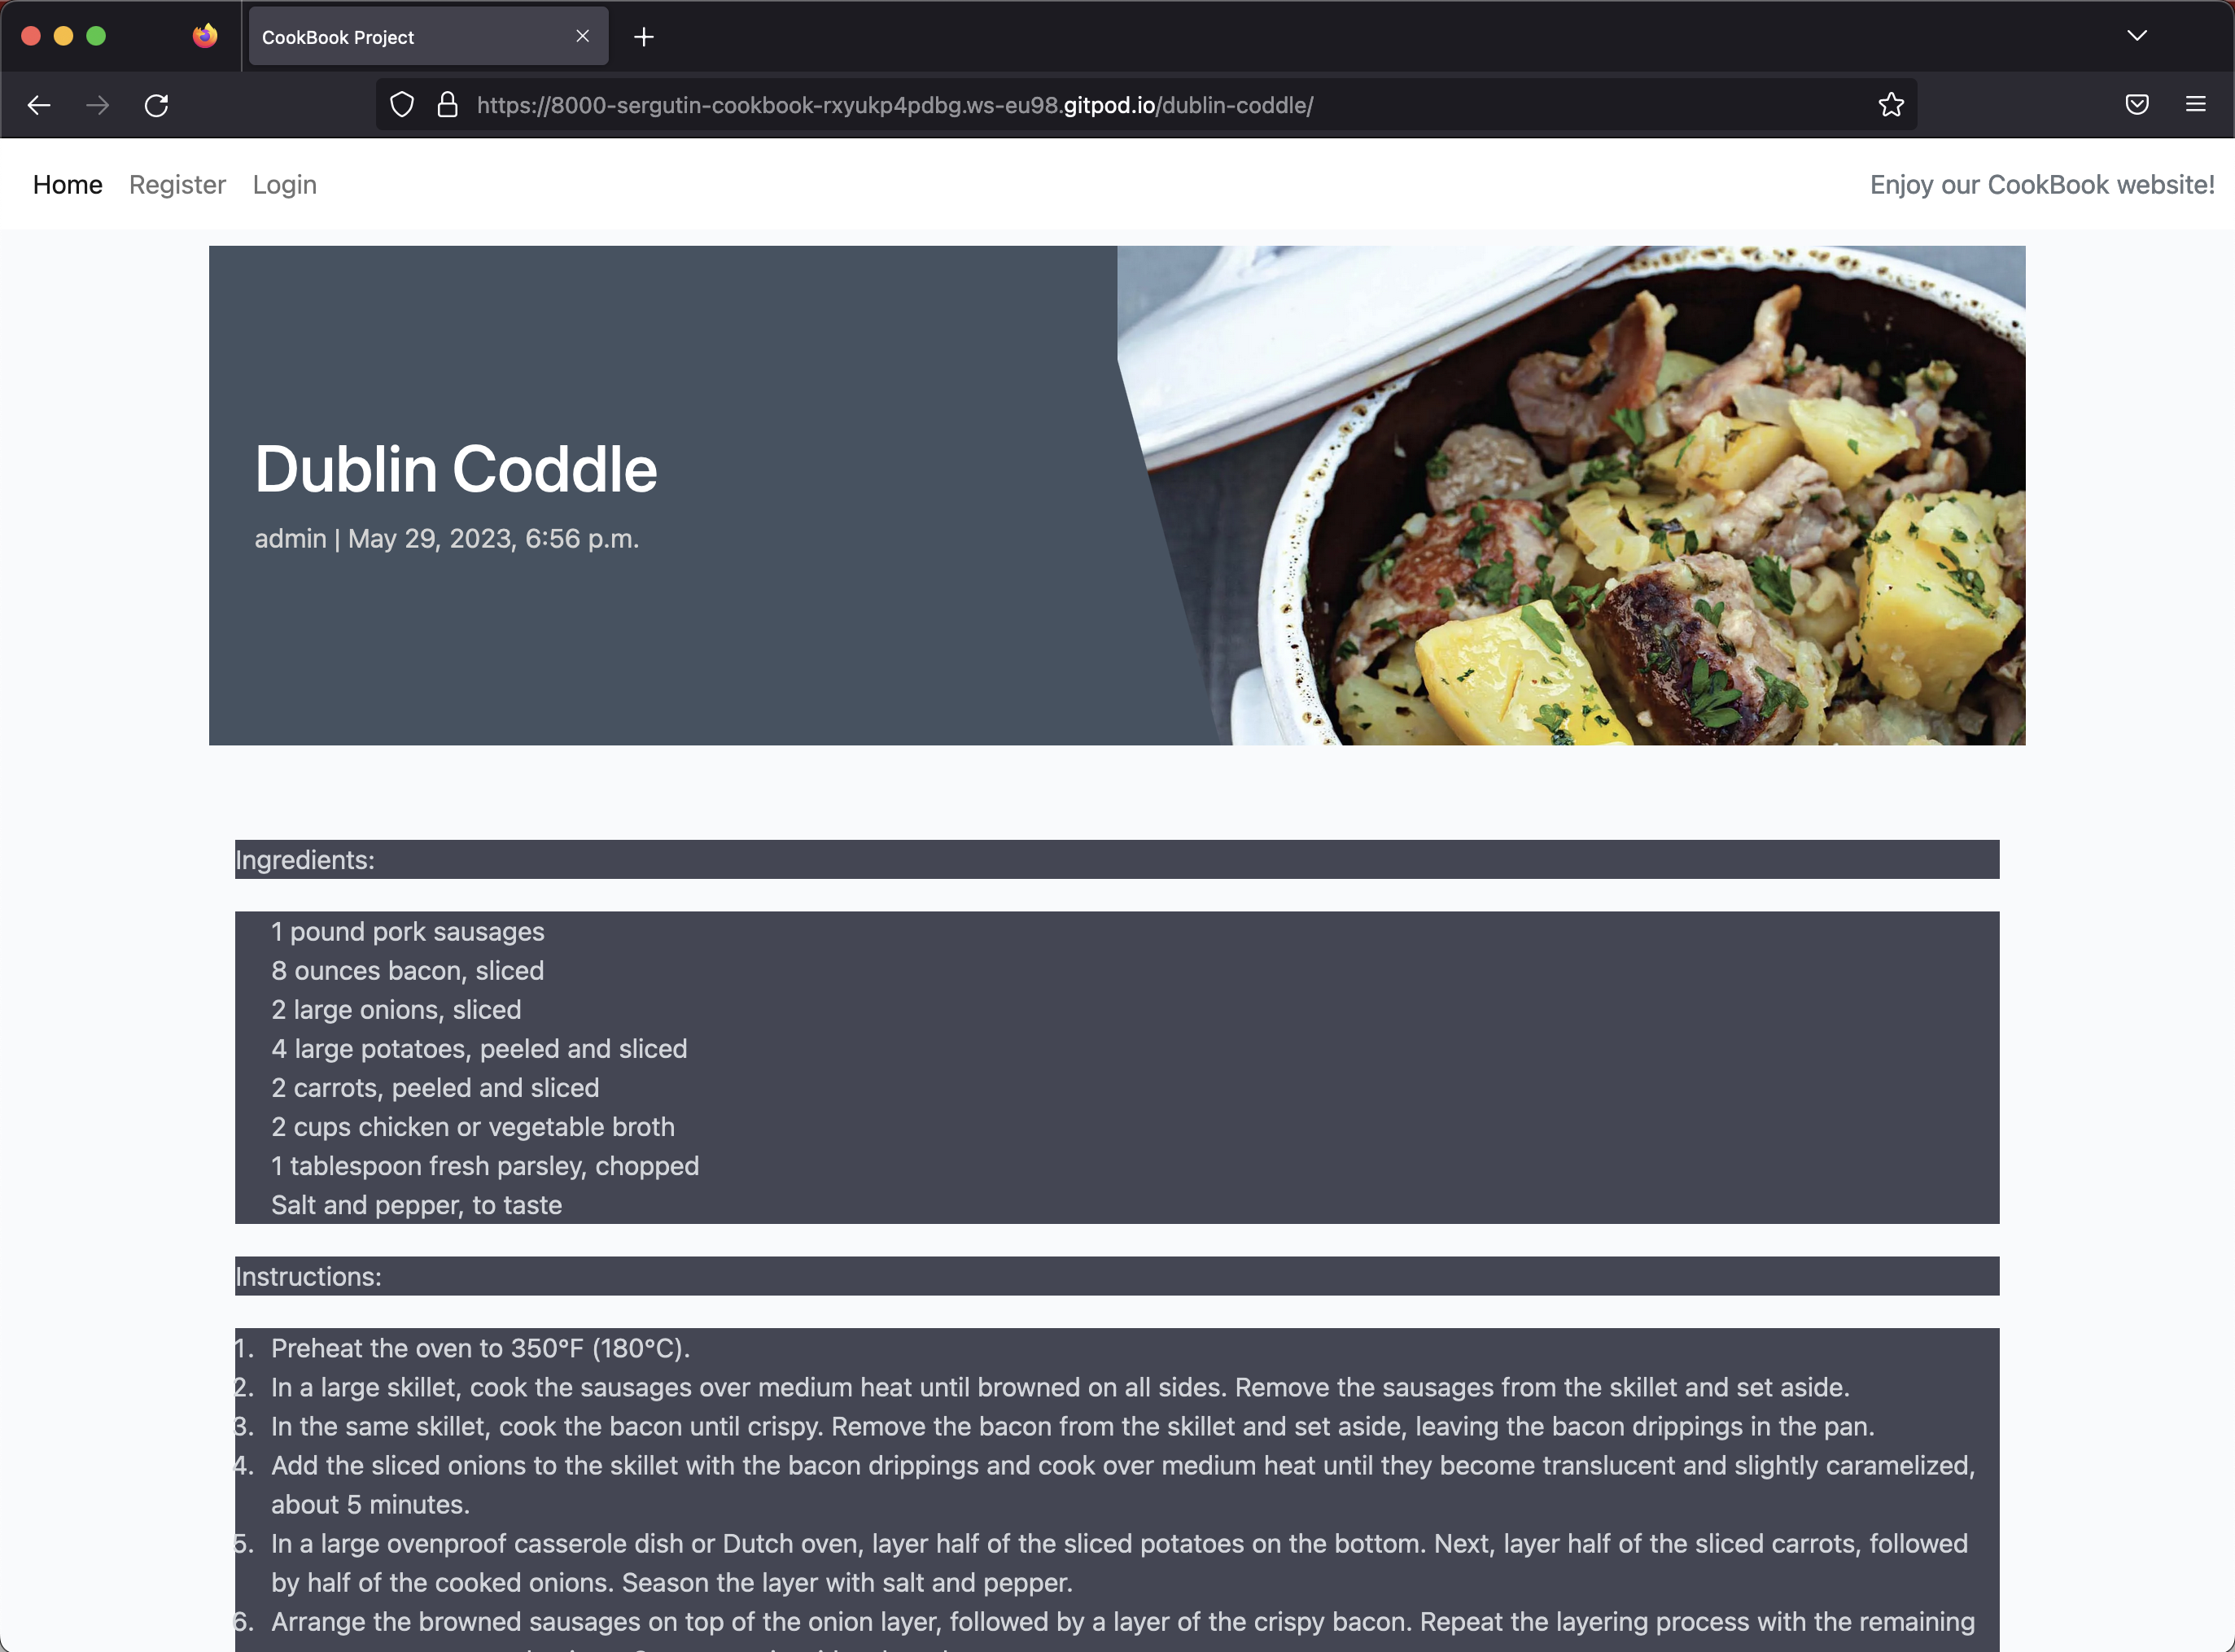 CookBook Project
https://8000-sergutin-cookbook-rxyukp4pdbg.ws-eu98.gitpod.io/dublin-coddle/
Home Register Login Enjoy our CookBook website!
Dublin Coddle
admin | May 29, 2023, 6:56 p.m.
Ingredients:
1 pound pork sausages
8 ounces bacon, sliced
2 large onions, sliced
4 large potatoes, peeled and sliced
2 carrots, peeled and sliced
2 cups chicken or vegetable broth
1 tablespoon fresh parsley, chopped
Salt and pepper, to taste
Instructions:
1. Preheat the oven to 350°F (180°C).
2. In a large skillet, cook the sausages over medium heat until browned on all sides. Remove the sausages from the skillet and set aside.
3. In the same skillet, cook the bacon until crispy. Remove the bacon from the skillet and set aside, leaving the bacon drippings in the pan.
4. Add the sliced onions to the skillet with the bacon drippings and cook over medium heat until they become translucent and slightly caramelized,
about 5 minutes.
5. In a large ovenproof casserole dish or Dutch oven, layer half of the sliced potatoes on the bottom. Next, layer half of the sliced carrots, followed
by half of the cooked onions. Season the layer with salt and pepper.
6. Arrange the browned sausages on top of the onion layer, followed by a layer of the crispy bacon. Repeat the layering process with the remaining